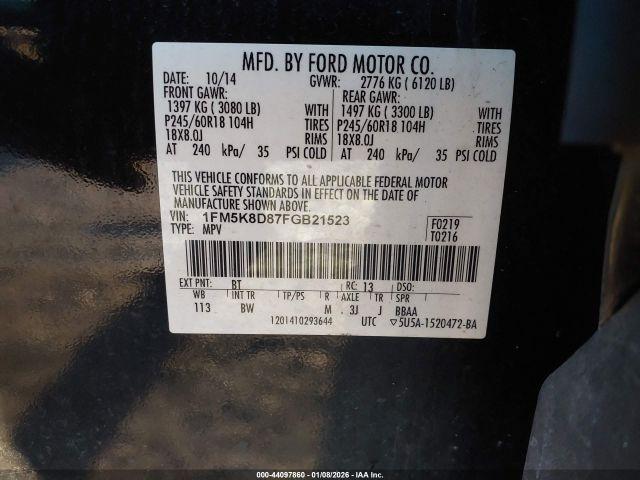 MFD. BY FORD MOTOR CO.
DATE: 10/14 GVWR: 2776 KG ( 6120 LB)
FRONT GAWR: REAR GAWR:
1397 KG ( 3080 LB) WITH 1497 KG ( 3300 LB) WITH
P245/60R18 104H TIRES P245/60R18 104H TIRES
18X8.0J RIMS 18X8.0J RIMS
AT 240 kPa/ 35 PSI COLD AT 240 kPa/ 35 PSI COLD
THIS VEHICLE CONFORMS TO ALL APPLICABLE FEDERAL MOTOR
VEHICLE SAFETY STANDARDS IN EFFECT ON THE DATE OF
MANUFACTURE SHOWN ABOVE.
VIN: 1FM5K8D87FGB21523 F0219
TYPE: MPV T0216
EXT PNT: BT RC: 13 DSO:
WB INT TR TP/PS R AXLE TR SPR
113 BW M . 3J J BBAA
1201410293644 UTC ▽5U5A-1520472-BA
000-44097860 - 01/08/2026 - IAA Inc.